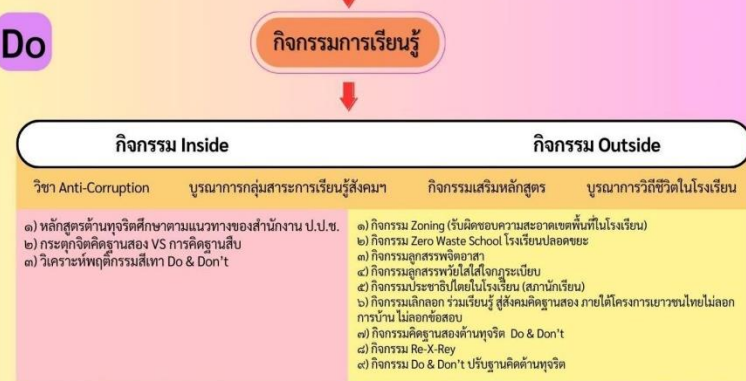 Do
กิจกรรมการเรียนรู้
กิจกรรม Inside
กิจกรรม Outside
วิชา Anti-Corruption
บูรณาการกลุ่มสาระการเรียนรู้สังคมฯ
กิจกรรมเสริมหลักสูตร
บูรณาการวิถีชีวิตในโรงเรียน
๑) หลักสูตรต้านทุจริตศึกษาตามแนวทางของสำนักงาน ป.ป.ช.
๒) กระตุกจิตคิดฐานสอง VS การคิดฐานสิบ
๓) วิเคราะห์พฤติกรรมสีเทา Do & Don't
๑) กิจกรรม Zoning (รับผิดชอบความสะอาดเขตพื้นที่ในโรงเรียน)
๒) กิจกรรม Zero Waste School โรงเรียนปลอดขยะ
๓) กิจกรรมลูกสรรพจิตอาสา
๔) กิจกรรมลูกสรรพวัยใสใส่ใจกฎระเบียบ
๕) กิจกรรมประชาธิปไตยในโรงเรียน (สภานักเรียน)
๖) กิจกรรมเลิกลอก ร่วมเรียนรู้ สู่สังคมคิดฐานสอง ภายใต้โครงการเยาวชนไทยไม่ลอก
การบ้าน ไม่ลอกข้อสอบ
๗) กิจกรรมคิดฐานสองต้านทุจริต Do & Don't
๘) กิจกรรม Re-X-Rey
๙) กิจกรรม Do & Don't ปรับฐานคิดต้านทุจริต